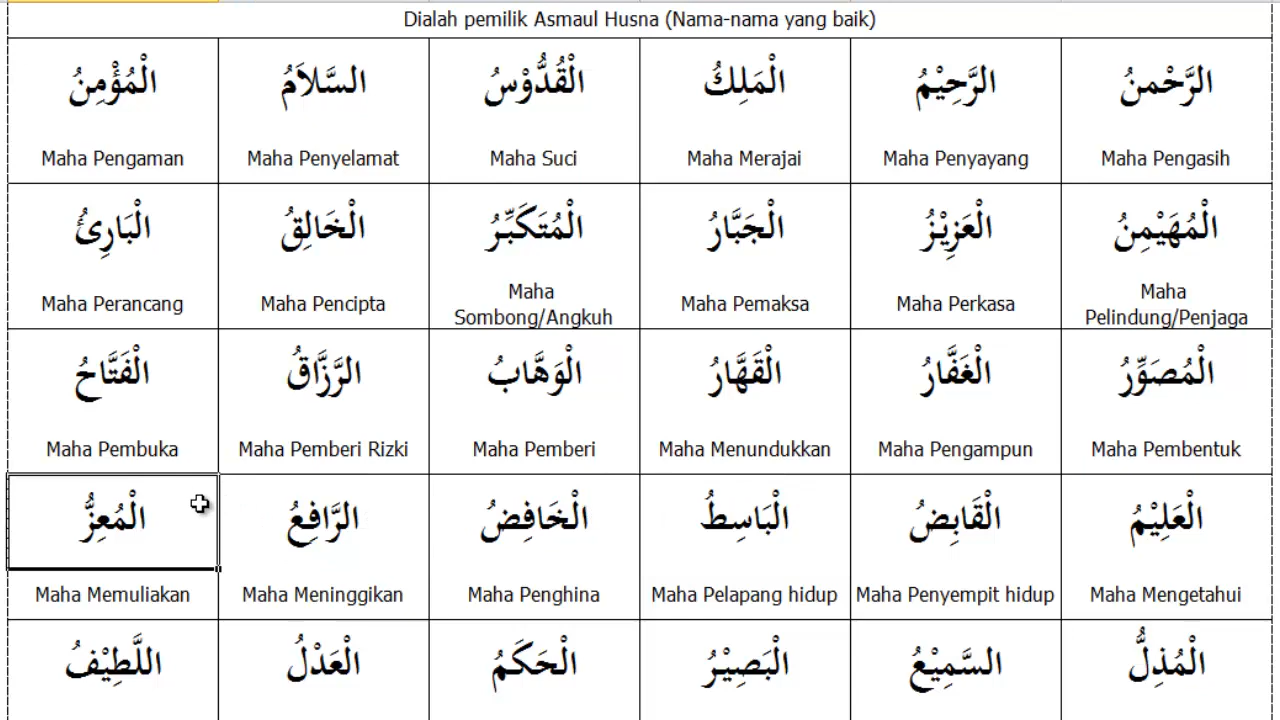 Dialah pemilik Asmaul Husna (Nama-nama yang baik)
الْمُؤْمِنُ السَّلاَمُ الْقُدُّوْسُ الْمَلِكُ الرَّحِيْمُ الرَّحْمنُ
Maha Pengaman Maha Penyelamat Maha Suci Maha Merajai Maha Penyayang Maha Pengasih
الْبَارِئُ الْخَالِقُ الْمُتَكَبِّرُ الْجَبَّارُ الْعَزِيْزُ الْمُهَيْمِنُ
Maha Perancang Maha Pencipta Maha Sombong/Angkuh Maha Pemaksa Maha Perkasa Maha Pelindung/Penjaga
الْفَتَّاحُ الرَّزَّاقُ الْوَهَّابُ الْقَهَّارُ الْغَفَّارُ الْمُصَوِّرُ
Maha Pembuka Maha Pemberi Rizki Maha Pemberi Maha Menundukkan Maha Pengampun Maha Pembentuk
الْمُعِزُّ الرَّافِعُ الْخَافِضُ الْبَاسِطُ الْقَابِضُ الْعَلِيْمُ
Maha Memuliakan Maha Meninggikan Maha Penghina Maha Pelapang hidup Maha Penyempit hidup Maha Mengetahui
اللَّطِيْفُ الْعَدْلُ الْحَكَمُ الْبَصِيْرُ السَّمِيْعُ الْمُذِلُّ